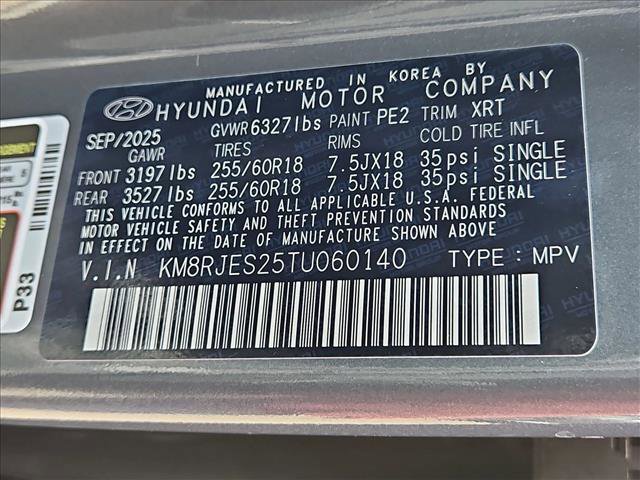 MANUFACTURED IN KOREA BY
HYUNDAI MOTOR COMPANY
SEP/2025 GVWR 6327lbs PAINT PE2 TRIM XRT
GAWR TIRES RIMS COLD TIRE INFL
FRONT 3197lbs 255/60R18 7.5JX18 35psi SINGLE
REAR 3527lbs 255/60R18 7.5JX18 35psi SINGLE
THIS VEHICLE CONFORMS TO ALL APPLICABLE U.S.A. FEDERAL
MOTOR VEHICLE SAFETY AND THEFT PREVENTION STANDARDS
IN EFFECT ON THE DATE OF MANUFACTURE SHOWN ABOVE.
V.I.N KM8RJES25TU060140 TYPE : MPV
P33